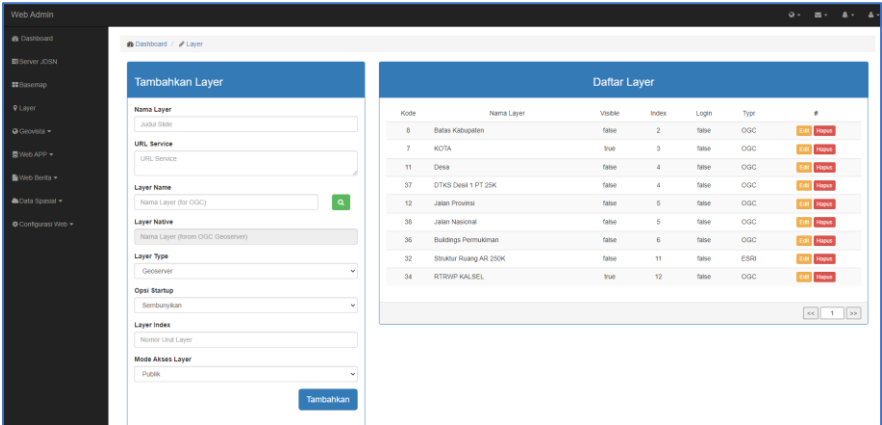 Web Admin
Dashboard
Server JDSN
Basemap
Layer
Geovista
Web APP
Web Berita
Data Spasial
Configurasi Web
Dashboard / Layer
Tambahkan Layer
Nama Layer
Judul Slide
URL Service
URL Service
Layer Name
Nama Layer (for OGC)
Layer Native
Nama Layer (forom OGC Geoserver)
Layer Type
Geoserver
Opsi Startup
Sembunyikan
Layer Index
Nomor Urut Layer
Mode Akses Layer
Publik
Tambahkan
Daftar Layer
Kode Nama Layer Visible Index Login Typr #
8 Batas Kabupaten false 2 false OGC Edit Hapus
7 KOTA true 3 false OGC Edit Hapus
11 Desa false 4 false OGC Edit Hapus
37 DTKS Desil 1 PT 25K false 4 false OGC Edit Hapus
12 Jalan Provinsi false 5 false OGC Edit Hapus
38 Jalan Nasional false 5 false OGC Edit Hapus
36 Buildings Permukiman false 6 false OGC Edit Hapus
32 Struktur Ruang AR 250K false 11 false ESRI Edit Hapus
34 RTRWP KALSEL true 12 false OGC Edit Hapus
<< 1 >>